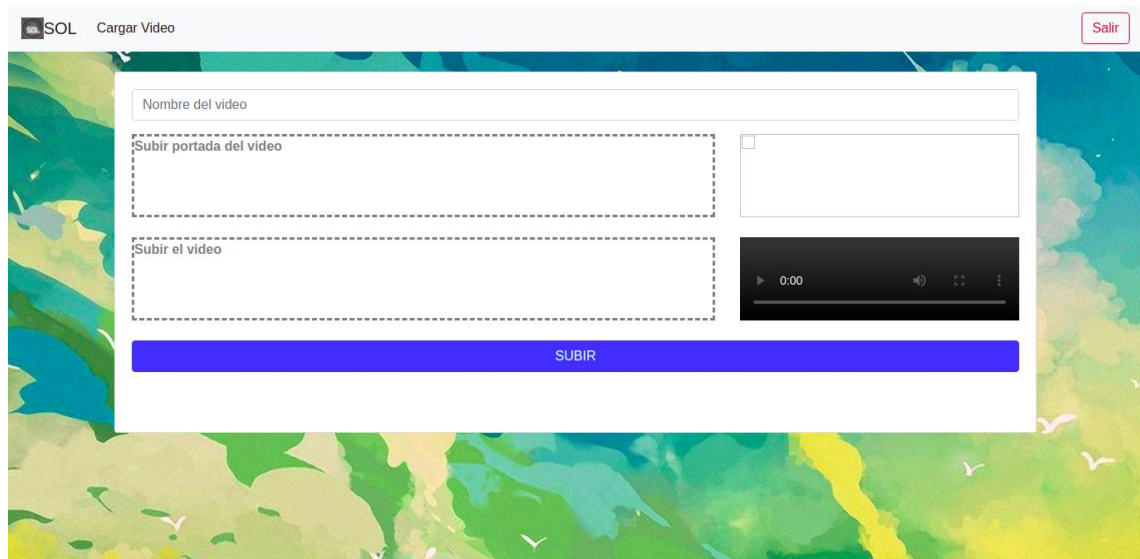 SOL SOL Cargar Video Salir
Nombre del video
Subir portada del video
Subir el video
0:00
SUBIR